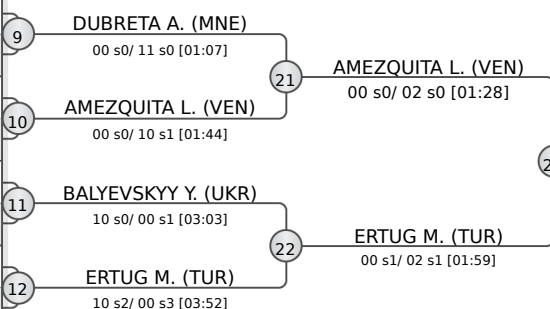 9
DUBRETA A. (MNE)
00 s0/ 11 s0 [01:07]
21
AMEZQUITA L. (VEN)
00 s0/ 02 s0 [01:28]
10
AMEZQUITA L. (VEN)
00 s0/ 10 s1 [01:44]
11
BALYEVSKYY Y. (UKR)
10 s0/ 00 s1 [03:03]
22
ERTUG M. (TUR)
00 s1/ 02 s1 [01:59]
12
ERTUG M. (TUR)
10 s2/ 00 s3 [03:52]